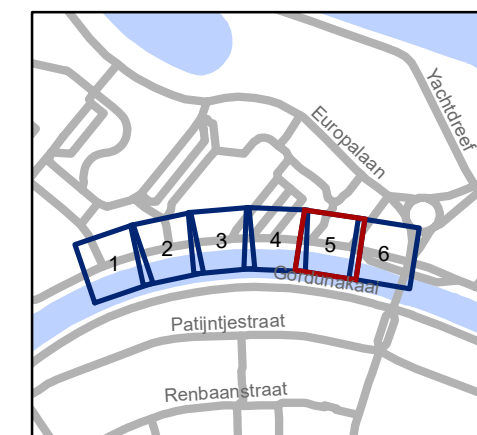 Yachtdreef
Europalaan
1
2
3
4
5
6
Gordunakaai
Patijntjestraat
Renbaanstraat